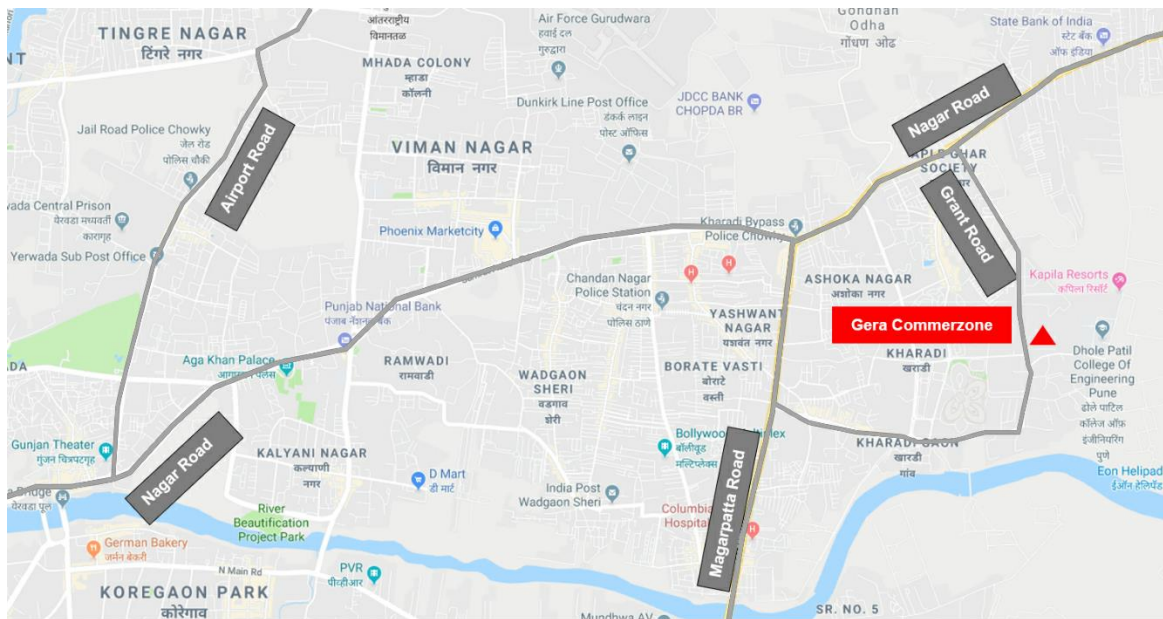 TINGRE NAGAR
टिंगरे नगर
आंतरराष्ट्रीय
विमानतळ
Air Force Gurudwara
हवाई दल
गुरुद्वारा
Odha
गोंधण ओढ
State Bank of India
स्टेट बँक
ऑफ इंडिया
MHADA COLONY
म्हाडा
कॉलनी
Dunkirk Line Post Office
डंकर्क लाइन
पोस्ट ऑफिस
JDCC BANK
CHOPDA BR
Nagar Road
Jail Road Police Chowky
जेल रोड
पोलिस चौकी
Airport Road
VIMAN NAGAR
विमान नगर
SOCIETY
Grant Road
Central Prison
येरवडा मध्यवर्ती
कारागृह
Yerwada Sub Post Office
Phoenix Marketcity
Kharadi Bypass
Police Chowky
Chandan Nagar
Police Station
चंदन नगर
पोलिस ठाणे
ASHOKA NAGAR
अशोका नगर
Kapila Resorts
कपिला रिसॉर्ट
Punjab National Bank
YASHWANT
NAGAR
यशवंत नगर
Gera Commerzone
Aga Khan Palace
RAMWADI
रामवाडी
WADGAON
SHERI
वडगाव
शेरी
BORATE VASTI
बोराटे
वस्ती
KHARADI
खराडी
Dhole Patil
College Of
Engineering
Pune
ढोले पाटिल
कॉलेज ऑफ़
इंजीनियरिंग
पुणे
Gunjan Theater
गुंजन चित्रपटगृह
Nagar Road
KALYANI NAGAR
कल्याणी
नगर
D Mart
डी मार्ट
बॉलीवूड
मल्टिप्लेक्स
Magarpatta Road
KHARADI GAON
खारडी
गांव
Eon Helipad
Bridge
येरवडा पूल
River
Beautification
Project Park
India Post
Wadgaon Sheri
German Bakery
जर्मन बेकरी
N Main Rd
PVR
पीव्हीआर
KOREGAON PARK
कोरेगाव
Mundhwa AV
SR. NO. 5